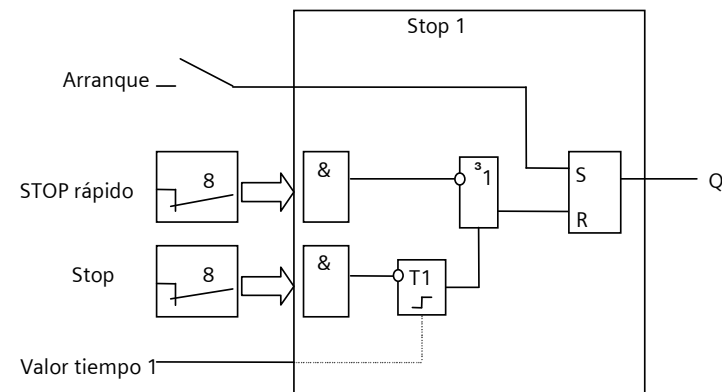 Stop 1
Arranque
STOP rápido
8
&
³1
S
Q
R
Stop
8
&
T1
Valor tiempo 1